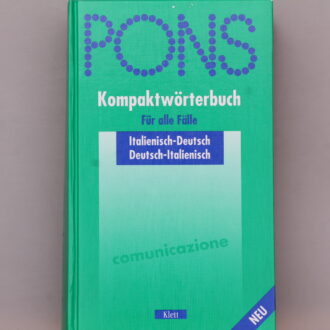 PONS
Kompaktwörterbuch
Für alle Fälle
Italienisch-Deutsch
Deutsch-Italienisch
comunicazione
Klett
NEU